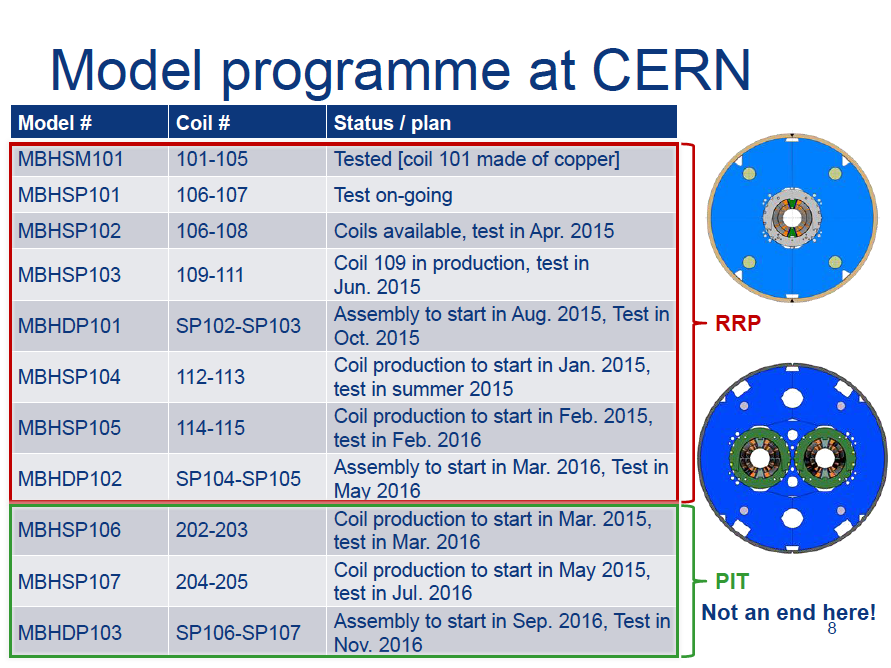 Model programme at CERN
Model # Coil # Status / plan
MBHSM101 101-105 Tested [coil 101 made of copper]
MBHSP101 106-107 Test on-going
MBHSP102 106-108 Coils available, test in Apr. 2015
MBHSP103 109-111 Coil 109 in production, test in
Jun. 2015
MBHDP101 SP102-SP103 Assembly to start in Aug. 2015, Test in
Oct. 2015
RRP
MBHSP104 112-113 Coil production to start in Jan. 2015,
test in summer 2015
MBHSP105 114-115 Coil production to start in Feb. 2015,
test in Feb. 2016
MBHDP102 SP104-SP105 Assembly to start in Mar. 2016, Test in
May 2016
MBHSP106 202-203 Coil production to start in Mar. 2015,
test in Mar. 2016
MBHSP107 204-205 Coil production to start in May 2015,
test in Jul. 2016
PIT
MBHDP103 SP106-SP107 Assembly to start in Sep. 2016, Test in
Nov. 2016
Not an end here!
8